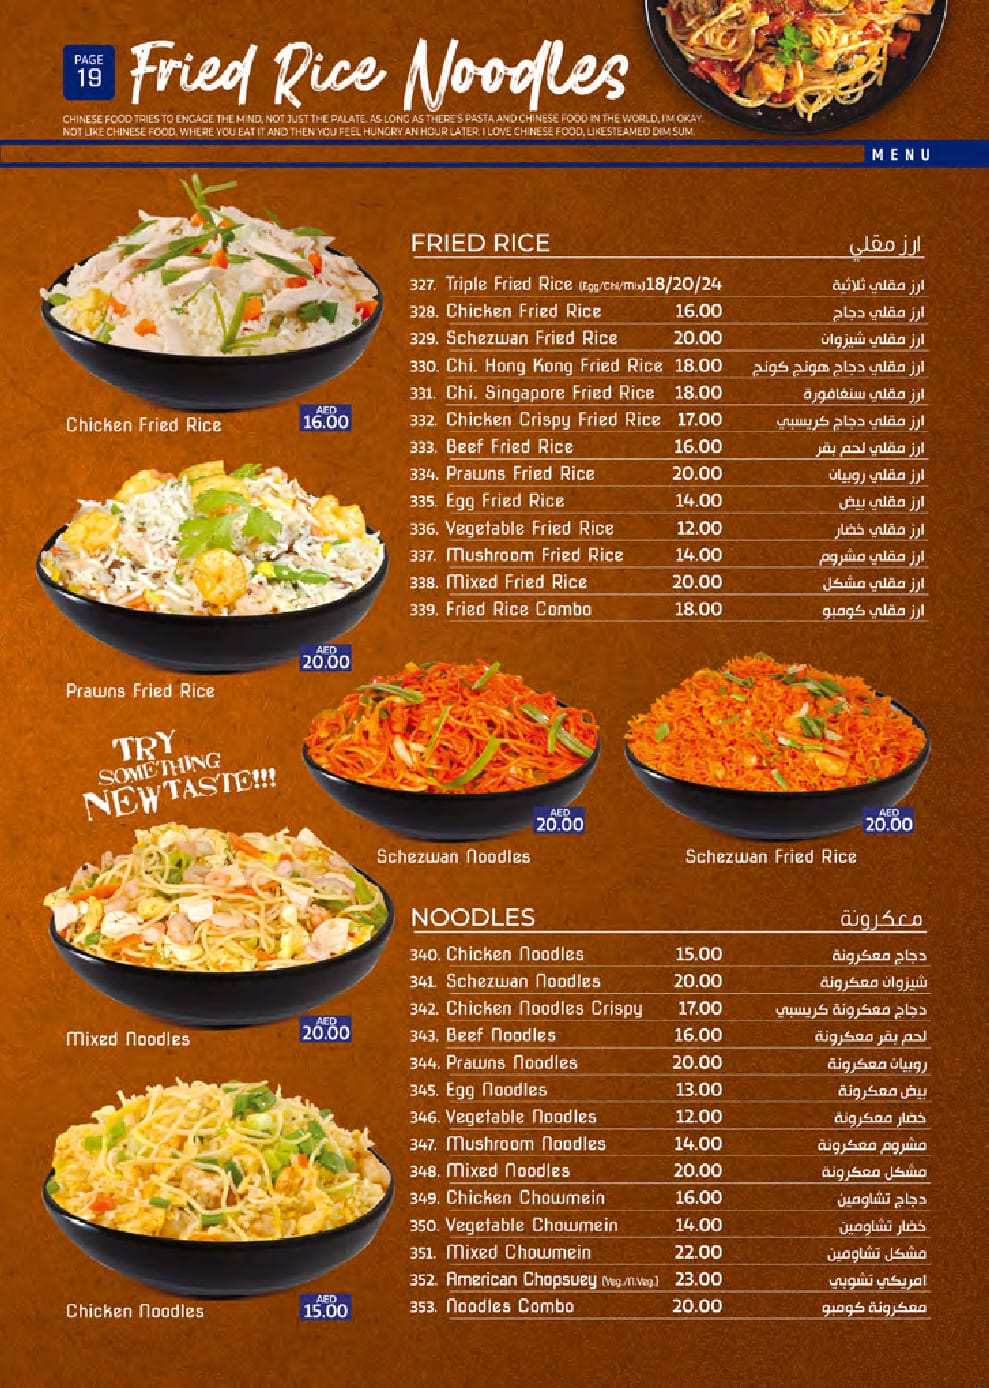 PAGE
19
Fried Rice Noodles
CHINESE FOOD TRIES TO ENGAGE THE MIND, NOT JUST THE PALATE. AS LONG AS THERE'S PASTA AND CHINESE FOOD IN THE WORLD, I'M OKAY.
NOT LIKE CHINESE FOOD, WHERE YOU EAT IT AND THEN YOU FEEL HUNGRY AN HOUR LATER. I LOVE CHINESE FOOD, LIKESTEAMED DIM SUM.
MENU
FRIED RICE ارز مقلي
327. Triple Fried Rice (Egg/Chi/mix) 18/20/24 ارز مقلي ثلاثية
328. Chicken Fried Rice 16.00 ارز مقلي دجاج
329. Schezwan Fried Rice 20.00 ارز مقلي شيزوان
330. Chi. Hong Kong Fried Rice 18.00 ارز مقلي دجاج هونج كونج
331. Chi. Singapore Fried Rice 18.00 ارز مقلي سنغافورة
332. Chicken Crispy Fried Rice 17.00 ارز مقلي دجاج كريسبي
333. Beef Fried Rice 16.00 ارز مقلي لحم بقر
334. Prawns Fried Rice 20.00 ارز مقلي روبيان
335. Egg Fried Rice 14.00 ارز مقلي بيض
336. Vegetable Fried Rice 12.00 ارز مقلي خضار
337. Mushroom Fried Rice 14.00 ارز مقلي مشروم
338. Mixed Fried Rice 20.00 ارز مقلي مشكل
339. Fried Rice Combo 18.00 ارز مقلي كومبو
Chicken Fried Rice
AED
16.00
Prawns Fried Rice
AED
20.00
TRY
SOMETHING
NEW TASTE!!!
Schezwan Noodles
AED
20.00
Schezwan Fried Rice
AED
20.00
Mixed Noodles
AED
20.00
Chicken Noodles
AED
15.00
NOODLES معكرونة
340. Chicken Noodles 15.00 دجاج معكرونة
341. Schezwan Noodles 20.00 شيزوان معكرونة
342. Chicken Noodles Crispy 17.00 دجاج معكرونة كريسبي
343. Beef Noodles 16.00 لحم بقر معكرونة
344. Prawns Noodles 20.00 روبيان معكرونة
345. Egg Noodles 13.00 بيض معكرونة
346. Vegetable Noodles 12.00 خضار معكرونة
347. Mushroom Noodles 14.00 مشروم معكرونة
348. Mixed Noodles 20.00 مشكل معكرونة
349. Chicken Chowmein 16.00 دجاج تشاومين
350. Vegetable Chowmein 14.00 خضار تشاومين
351. Mixed Chowmein 22.00 مشكل تشاومين
352. American Chopsuey (Veg./N.Veg.) 23.00 امريكي تشوبي
353. Noodles Combo 20.00 معكرونة كومبو